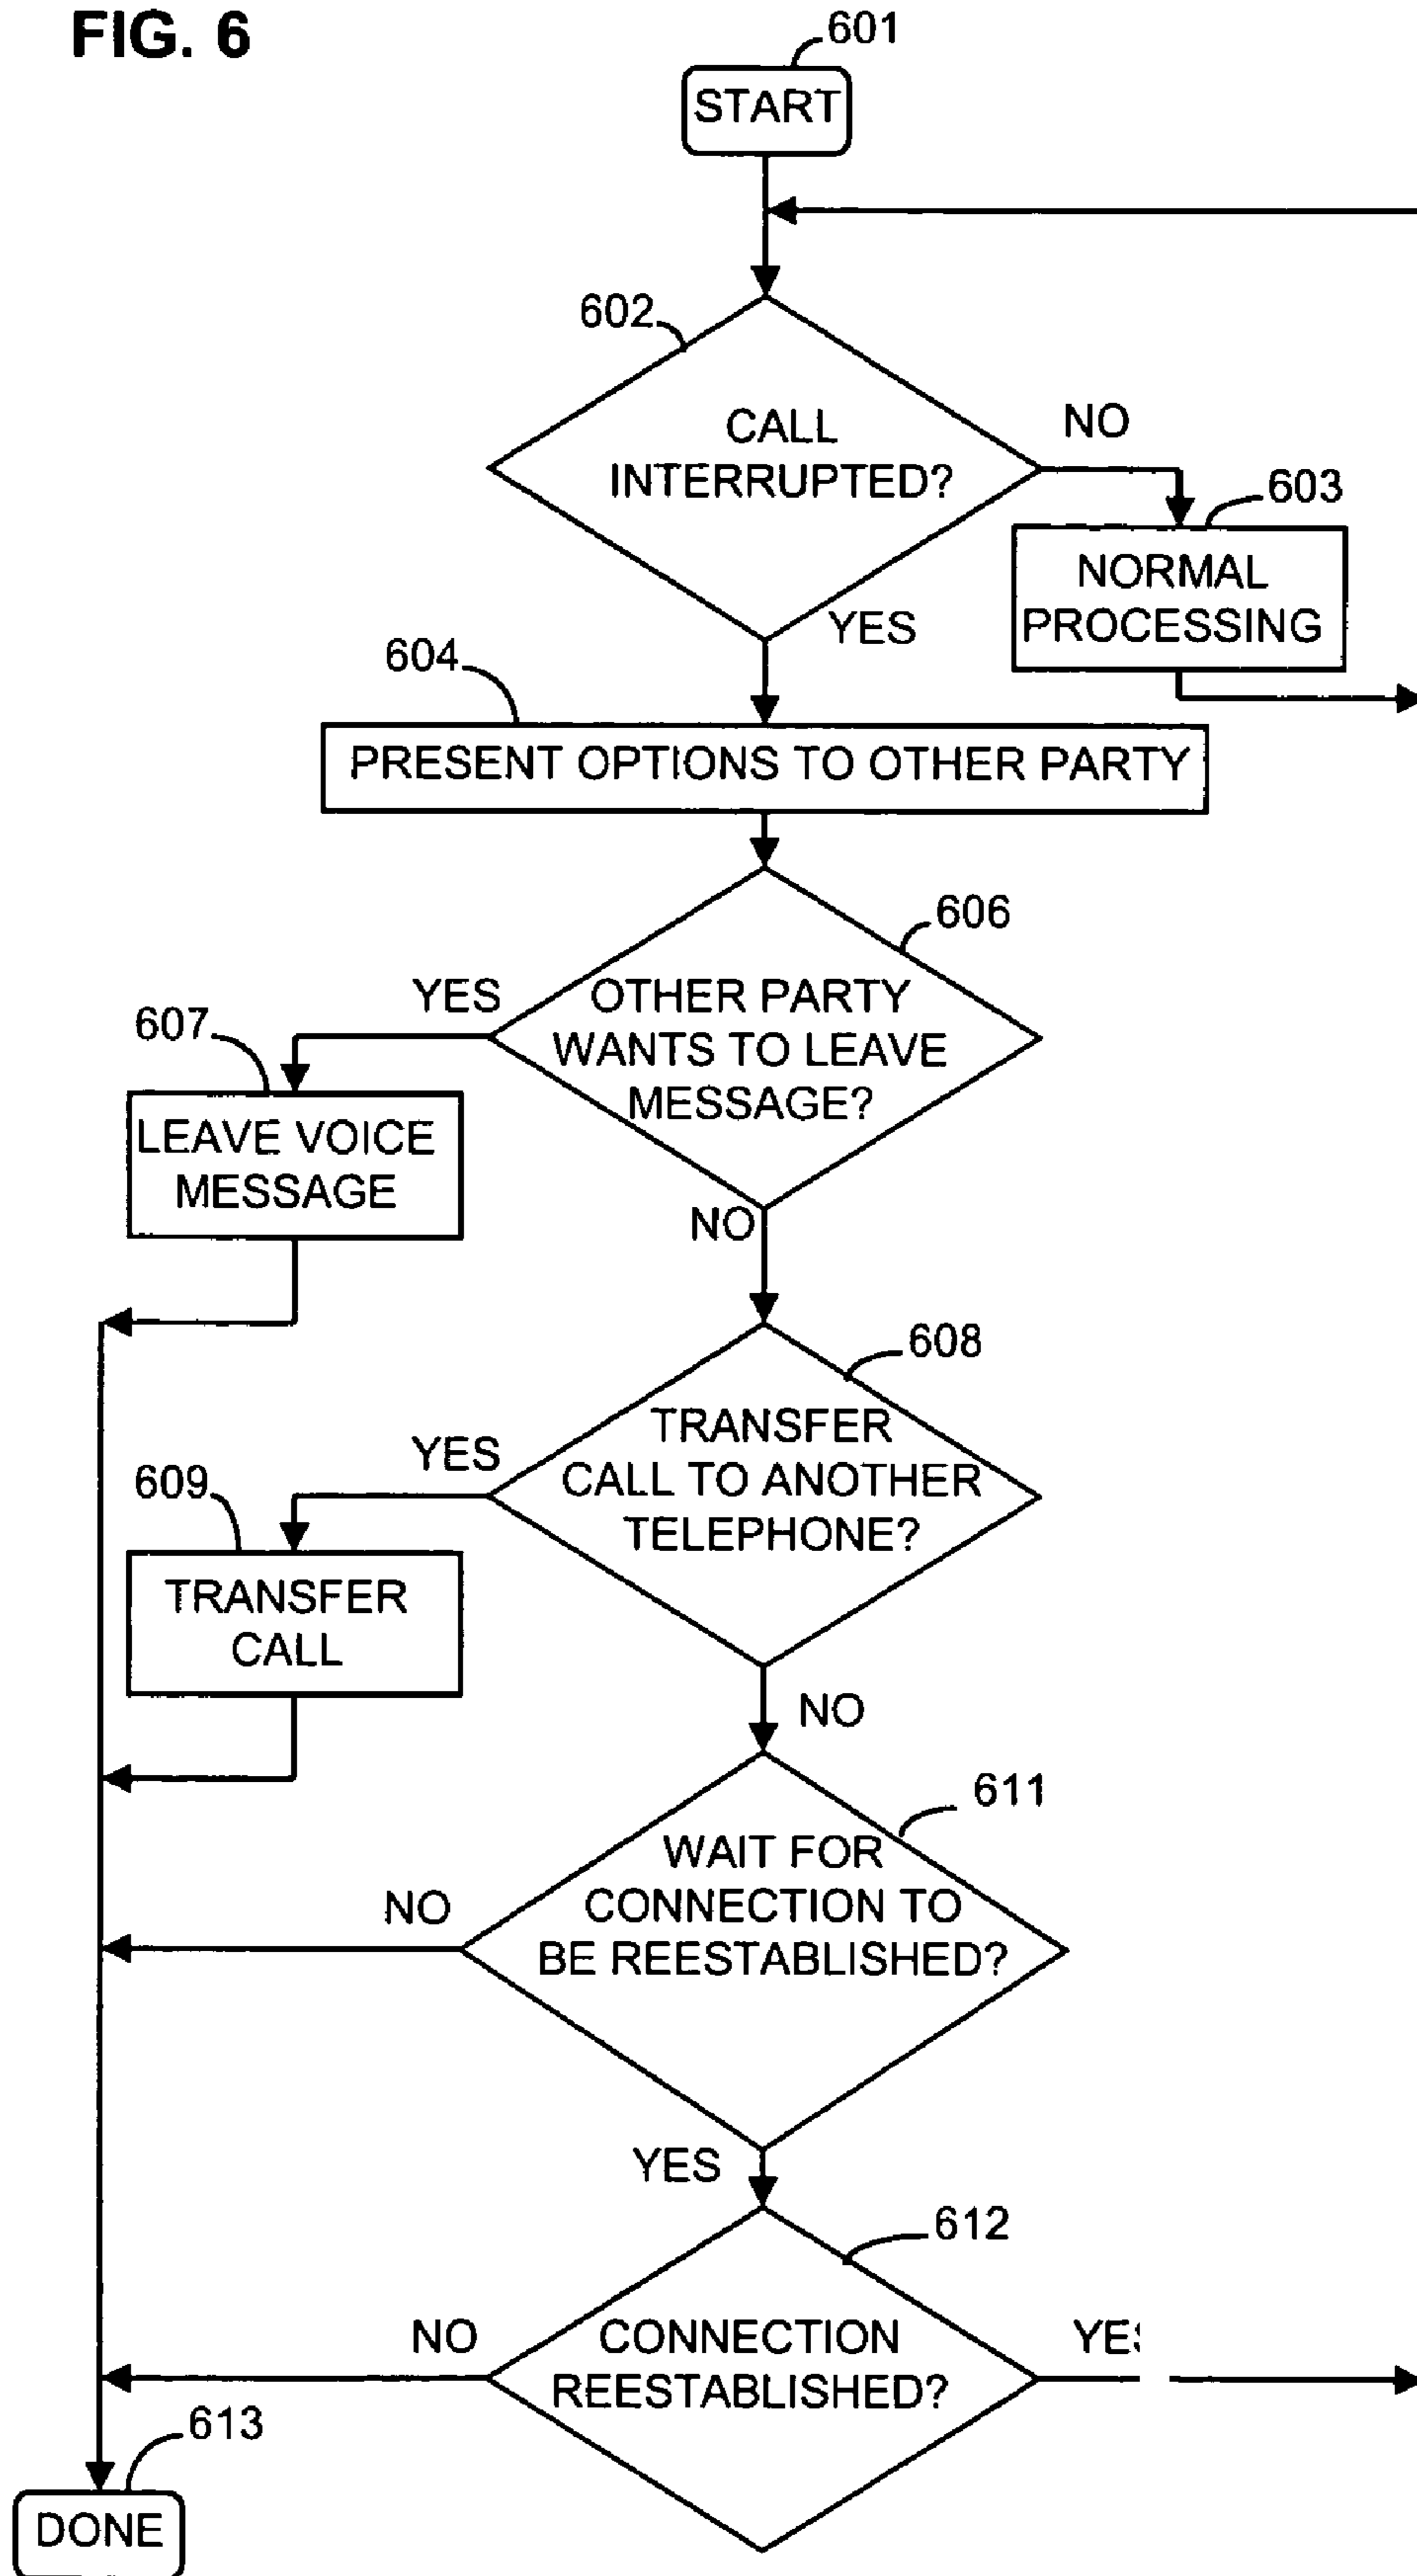 FIG. 6
601
START
602
CALL
INTERRUPTED?
NO
603
NORMAL
PROCESSING
YES
604
PRESENT OPTIONS TO OTHER PARTY
606
YES
OTHER PARTY
WANTS TO LEAVE
MESSAGE?
607
LEAVE VOICE
MESSAGE
NO
608
YES
TRANSFER
CALL TO ANOTHER
TELEPHONE?
609
TRANSFER
CALL
NO
611
WAIT FOR
CONNECTION TO
BE REESTABLISHED?
NO
YES
612
NO
CONNECTION
REESTABLISHED?
YES
613
DONE